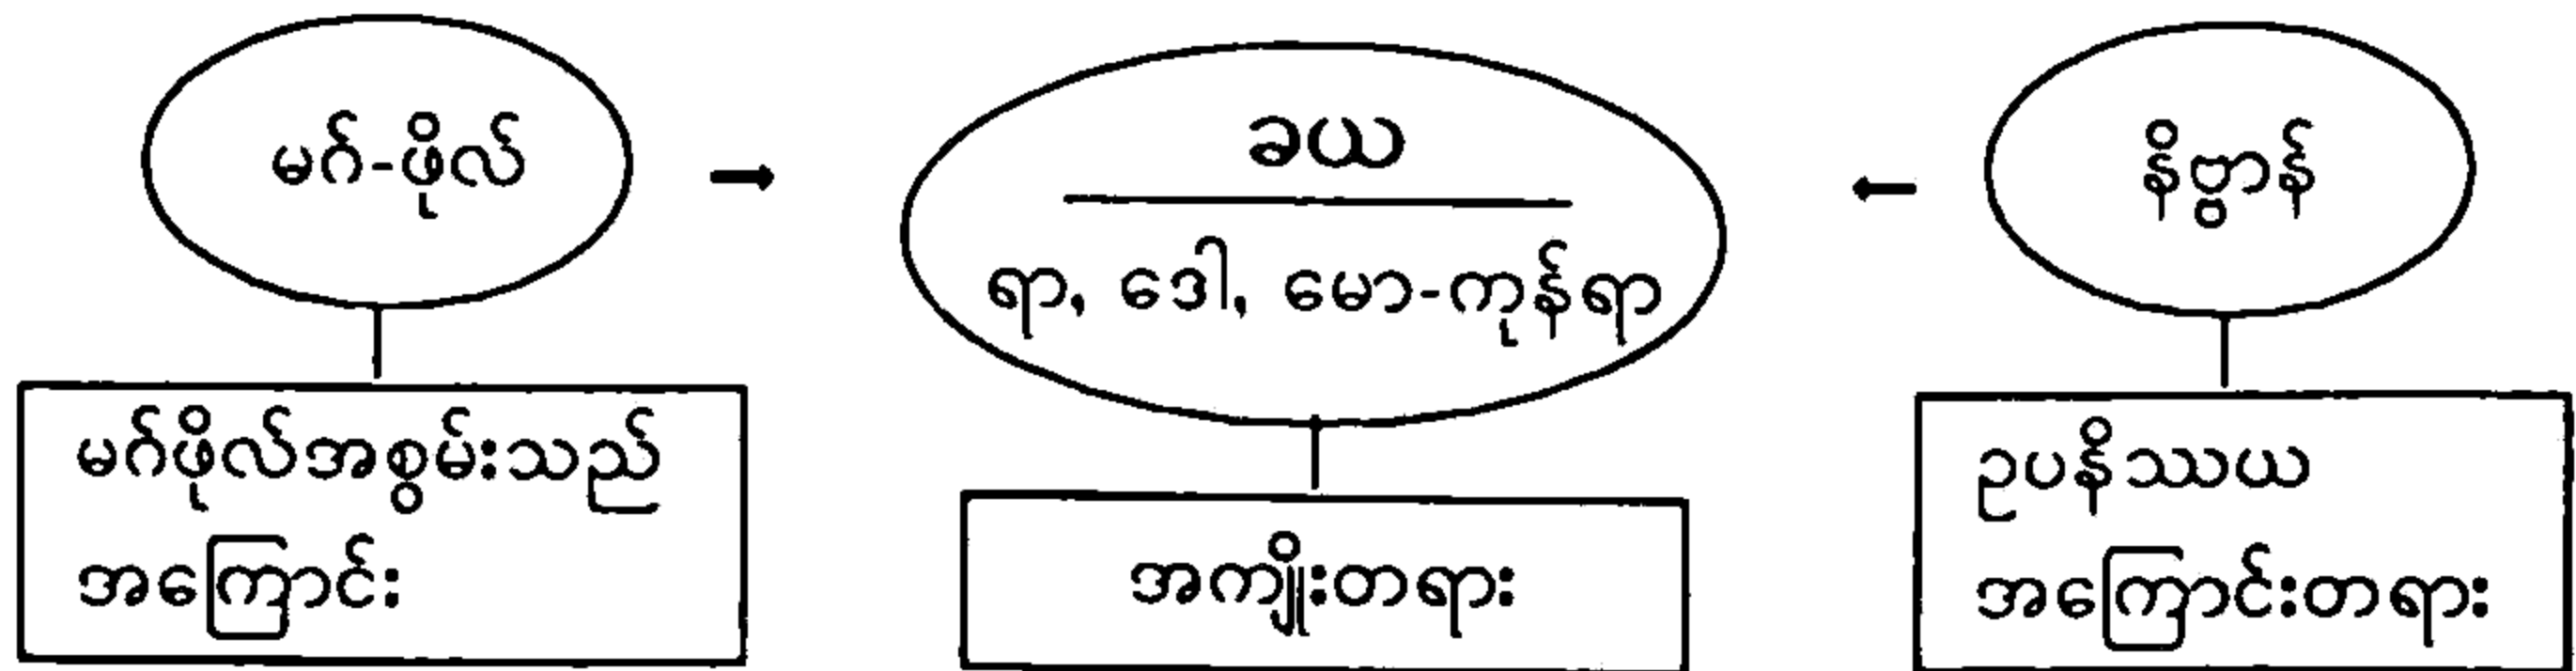 မဂ်-ဖိုလ်
→
ခယ
ရာ, ဒေါ, မော-ကုန်ရာ
←
နိဗ္ဗာန်
မဂ်ဖိုလ်အစွမ်းသည်
အကြောင်း
အကျိုးတရား
ဥပနိဿယ
အကြောင်းတရား